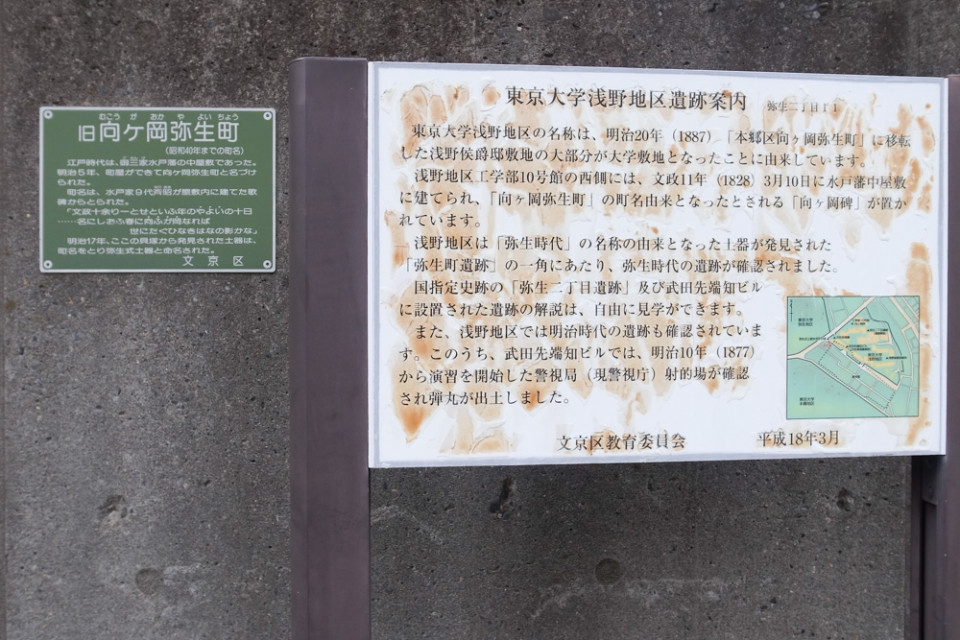 むこう が おか や よい ちょう
旧向ケ岡弥生町
(昭和40年までの町名)
江戸時代は、御三家水戸藩の中屋敷であった。
明治5年、町屋ができて向ケ岡弥生町と名づけ
られた。
町名は、水戸家9代斉昭が屋敷内に建てた歌
碑からとられた。
「文政十余り一とせといふ年のやよいの十日
……名にしおふ春に向ふが岡なれば
世にたぐひなきはなの影かな」
明治17年、ここの貝塚から発見された土器は、
町名をとり弥生式土器と命名された。
文京区
東京大学浅野地区遺跡案内
弥生二丁目11
東京大学浅野地区の名称は、明治20年(1887)「本郷区向ヶ岡弥生町」に移転
した浅野侯爵邸敷地の大部分が大学敷地となったことに由来しています。
浅野地区工学部10号館の西側には、文政11年(1828)3月10日に水戸藩中屋敷
に建てられ、「向ヶ岡弥生町」の町名由来となったとされる「向ヶ岡碑」が置か
れています。
浅野地区は「弥生時代」の名称の由来となった土器が発見された
「弥生町遺跡」の一角にあたり、弥生時代の遺跡が確認されました。
国指定史跡の「弥生二丁目遺跡」及び武田先端知ビル
に設置された遺跡の解説は、自由に見学ができます。
また、浅野地区では明治時代の遺跡も確認されていま
す。このうち、武田先端知ビルでは、明治10年(1877)
から演習を開始した警視局(現警視庁)射的場が確認
され弾丸が出土しました。
文京区教育委員会
平成18年3月